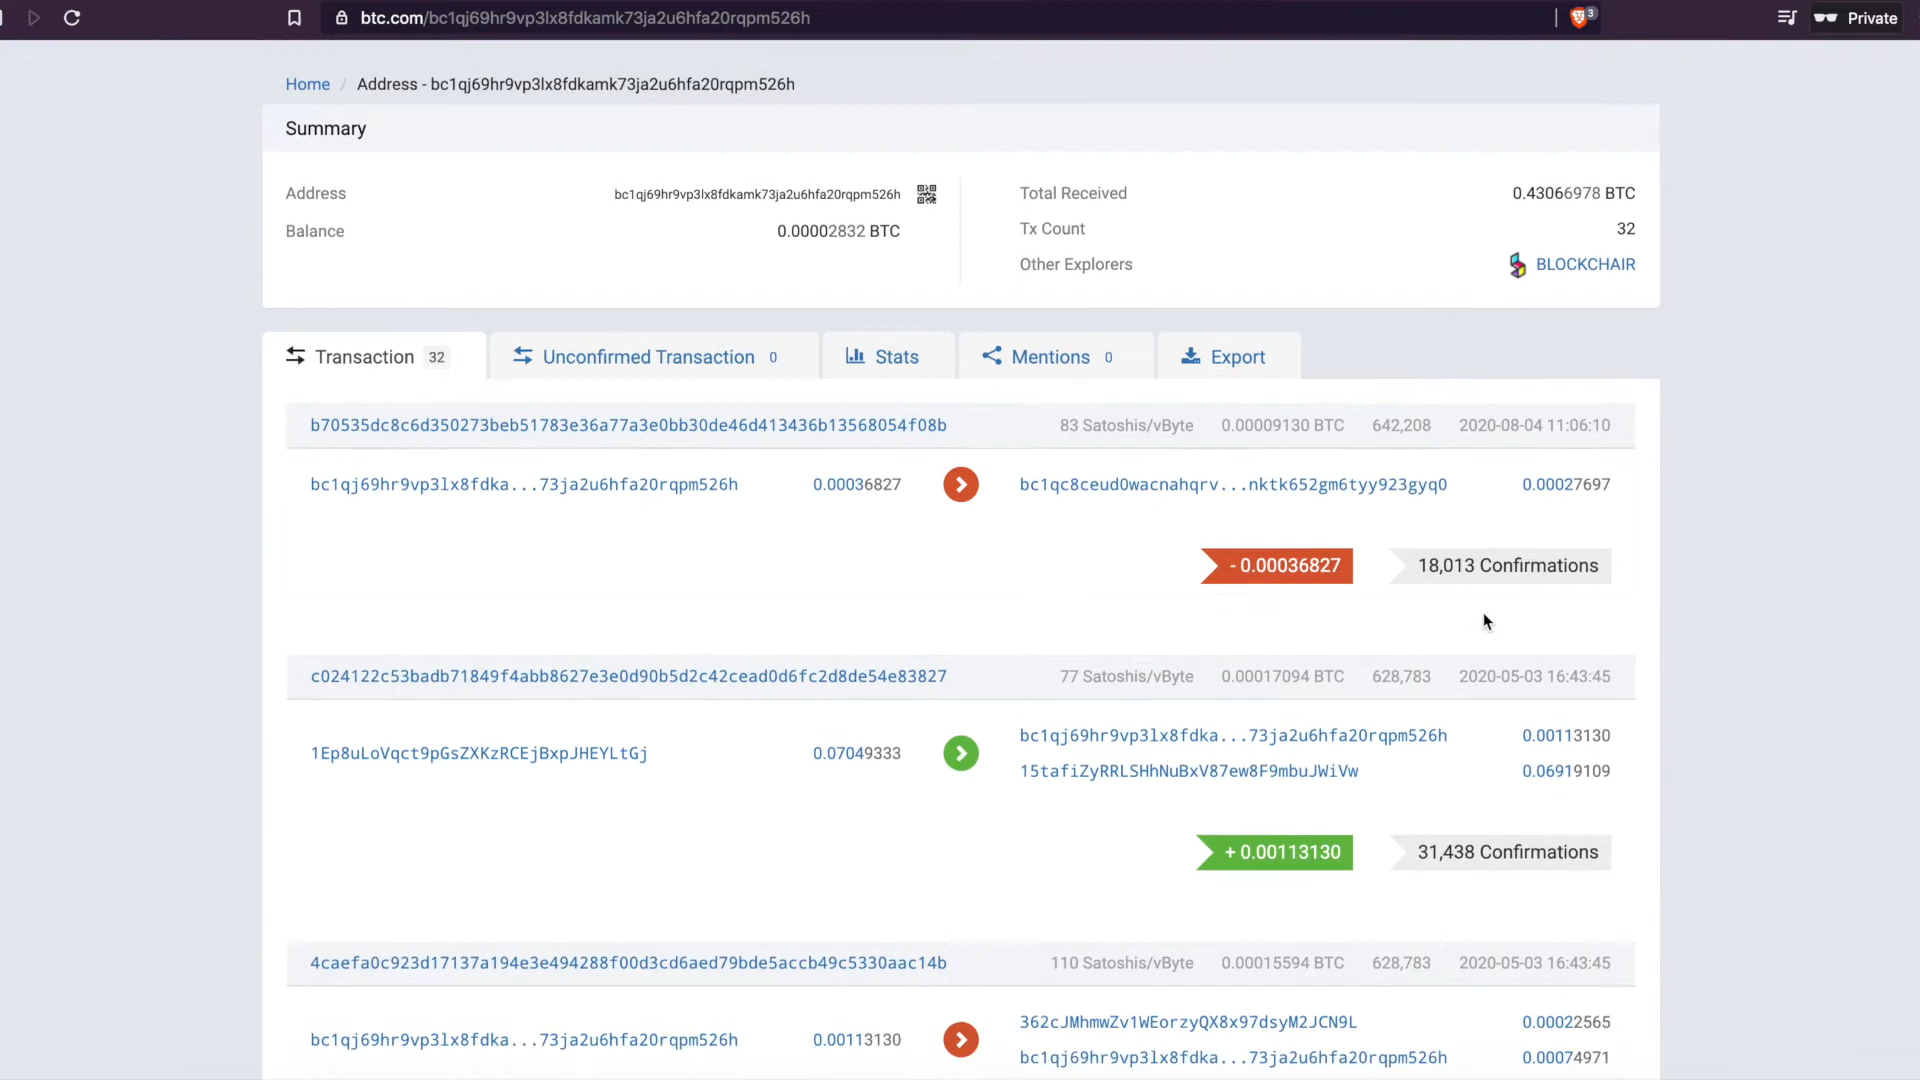 btc.com/bc1qj69hr9vp3lx8fdkamk73ja2u6hfa20rqpm526h
3
Private
Home / Address - bc1qj69hr9vp3lx8fdkamk73ja2u6hfa20rqpm526h
Summary
Address bc1qj69hr9vp3lx8fdkamk73ja2u6hfa20rqpm526h
Total Received 0.43066978 BTC
Balance 0.00002832 BTC
Tx Count 32
Other Explorers BLOCKCHAIR
Transaction 32 Unconfirmed Transaction 0 Stats Mentions 0 Export
b70535dc8c6d350273beb51783e36a77a3e0bb30de46d413436b13568054f08b 83 Satoshis/vByte 0.00009130 BTC 642,208 2020-08-04 11:06:10
bc1qj69hr9vp3lx8fdka...73ja2u6hfa20rqpm526h 0.00036827 bc1qc8ceud0wacnahqrv...nktk652gm6tyy923gyq0 0.00027697
- 0.00036827 18,013 Confirmations
c024122c53badb71849f4abb8627e3e0d90b5d2c42cead0d6fc2d8de54e83827 77 Satoshis/vByte 0.00017094 BTC 628,783 2020-05-03 16:43:45
bc1qj69hr9vp3lx8fdka...73ja2u6hfa20rqpm526h 0.00113130
1Ep8uLoVqct9pGsZXKzRCEjBxpJHEYLtGj 0.07049333
15tafiZyRRLSHhNuBxV87ew8F9mbuJWiVw 0.06919109
+ 0.00113130 31,438 Confirmations
4caefa0c923d17137a194e3e494288f00d3cd6aed79bde5accb49c5330aac14b 110 Satoshis/vByte 0.00015594 BTC 628,783 2020-05-03 16:43:45
362cJMhmwZv1WEorzyQX8x97dsyM2JCN9L 0.00022565
bc1qj69hr9vp3lx8fdka...73ja2u6hfa20rqpm526h 0.00113130
bc1qj69hr9vp3lx8fdka...73ja2u6hfa20rqpm526h 0.00074971